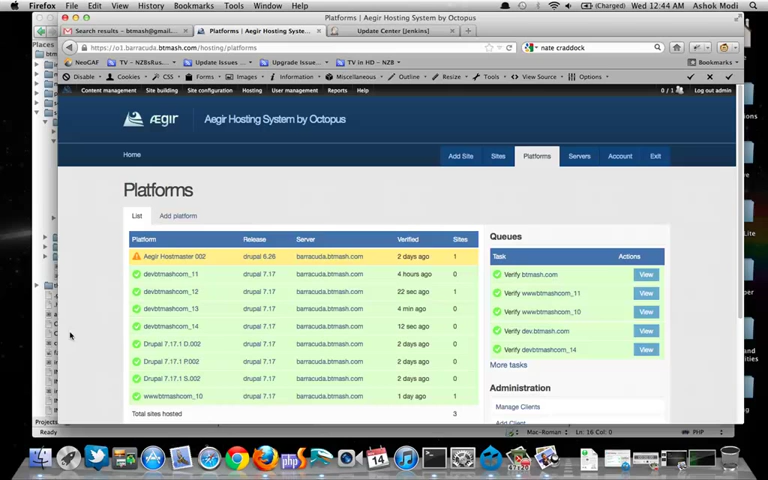 Firefox File Edit View History Bookmarks Tools Window Help
(Charged) Wed 12:44 AM Ashok Modi
Platforms | Aegir Hosting System by Octopus
Search results - btmash@gmail....
Platforms | Aegir Hosting Syste...
Update Center [Jenkins]
https://o1.barracuda.btmash.com/hosting/platforms
nate craddock
NeoGAF TV - NZBsRus... Update Issues ... Upgrade Issue... TV in HD - NZB
Bookmarks
Disable Cookies CSS Forms Images Information Miscellaneous Outline Resize Tools View Source Options
Content management Site building Site configuration Hosting User management Reports Help
0 / 1 Log out admin
ÆGIR
Aegir Hosting System by Octopus
Home
Add Site Sites Platforms Servers Account Exit
Platforms
List Add platform
Platform Release Server Verified Sites
Aegir Hostmaster 002 drupal 6.26 barracuda.btmash.com 2 days ago 1
devbtmashcom_11 drupal 7.17 barracuda.btmash.com 4 hours ago 0
devbtmashcom_12 drupal 7.17 barracuda.btmash.com 22 sec ago 1
devbtmashcom_13 drupal 7.17 barracuda.btmash.com 4 min ago 0
devbtmashcom_14 drupal 7.17 barracuda.btmash.com 12 sec ago 0
Drupal 7.17.1 D.002 drupal 7.17 barracuda.btmash.com 2 days ago 0
Drupal 7.17.1 P.002 drupal 7.17 barracuda.btmash.com 2 days ago 0
Drupal 7.17.1 S.002 drupal 7.17 barracuda.btmash.com 2 days ago 0
wwwbtmashcom_10 drupal 7.17 barracuda.btmash.com 1 day ago 1
Total sites hosted 3
Queues
Task Actions
Verify btmash.com View
Verify wwwbtmashcom_11 View
Verify wwwbtmashcom_10 View
Verify dev.btmash.com View
Verify devbtmashcom_14 View
More tasks
Administration
Manage Clients
Places
Projects
Ready
Mac-Roman Ln: 16 Col: 0 PHP